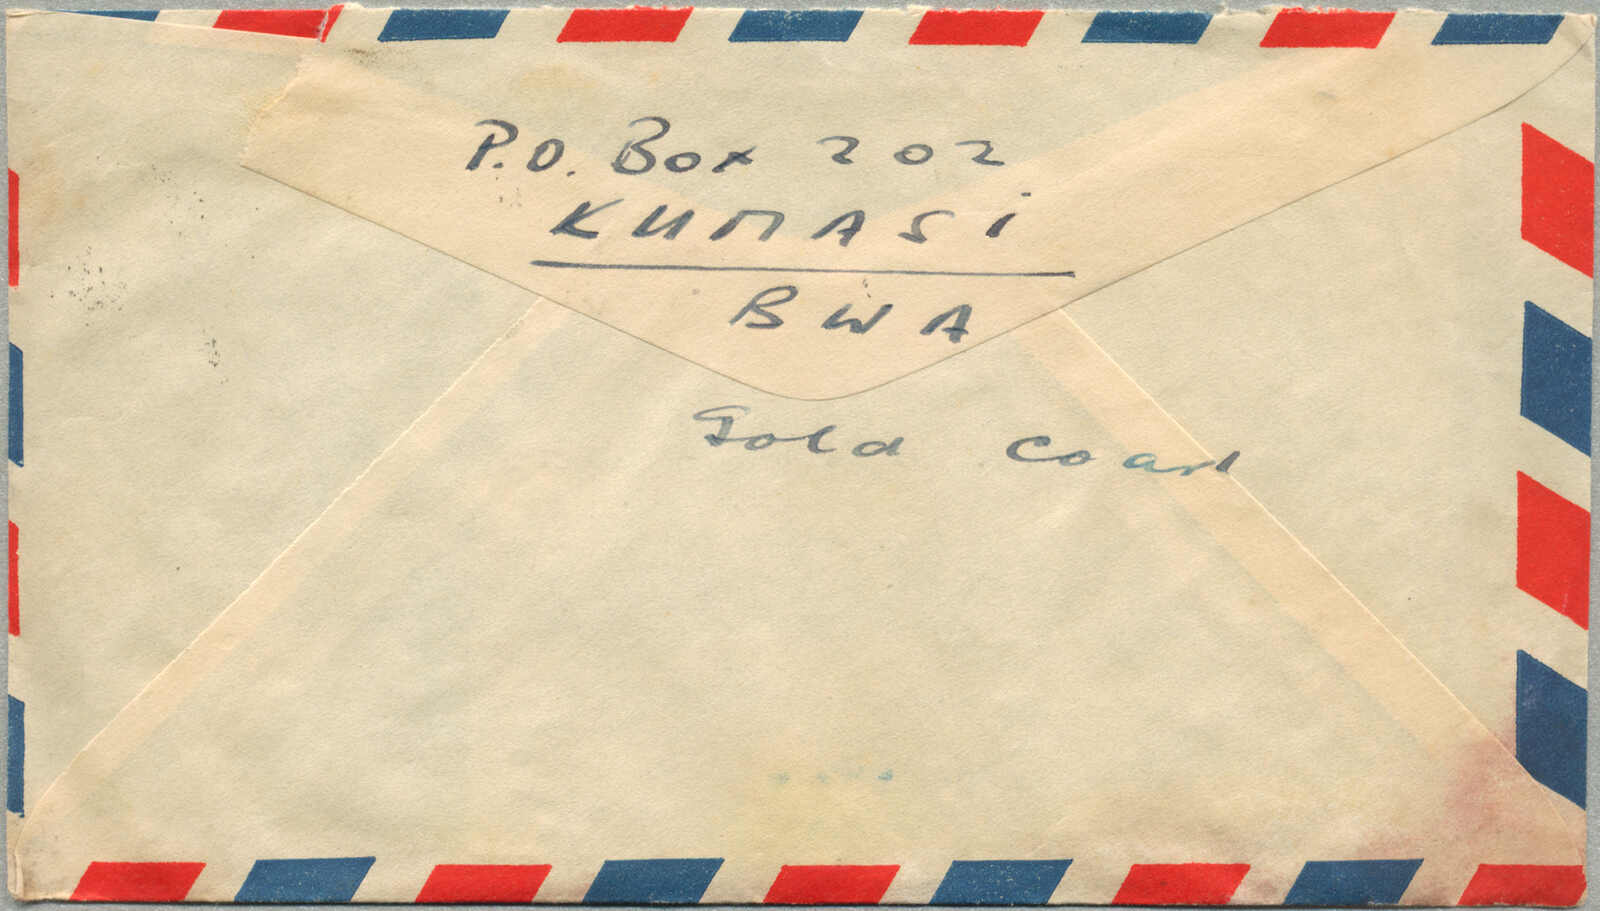 P.O. Box 202
KUMASi
BWA
Gold Coast